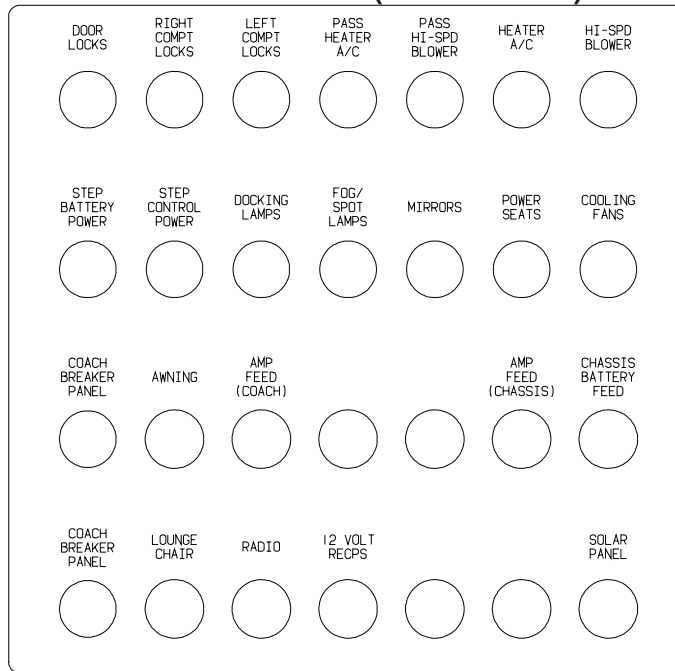 DOOR LOCKS
RIGHT COMPT LOCKS
LEFT COMPT LOCKS
PASS HEATER A/C
PASS HI-SPD BLOWER
HEATER A/C
HI-SPD BLOWER
STEP BATTERY POWER
STEP CONTROL POWER
DOCKING LAMPS
FOG/ SPOT LAMPS
MIRRORS
POWER SEATS
COOLING FANS
COACH BREAKER PANEL
AWNING
AMP FEED (COACH)
AMP FEED (CHASSIS)
CHASSIS BATTERY FEED
COACH BREAKER PANEL
LOUNGE CHAIR
RADIO
12 VOLT RECPS
SOLAR PANEL